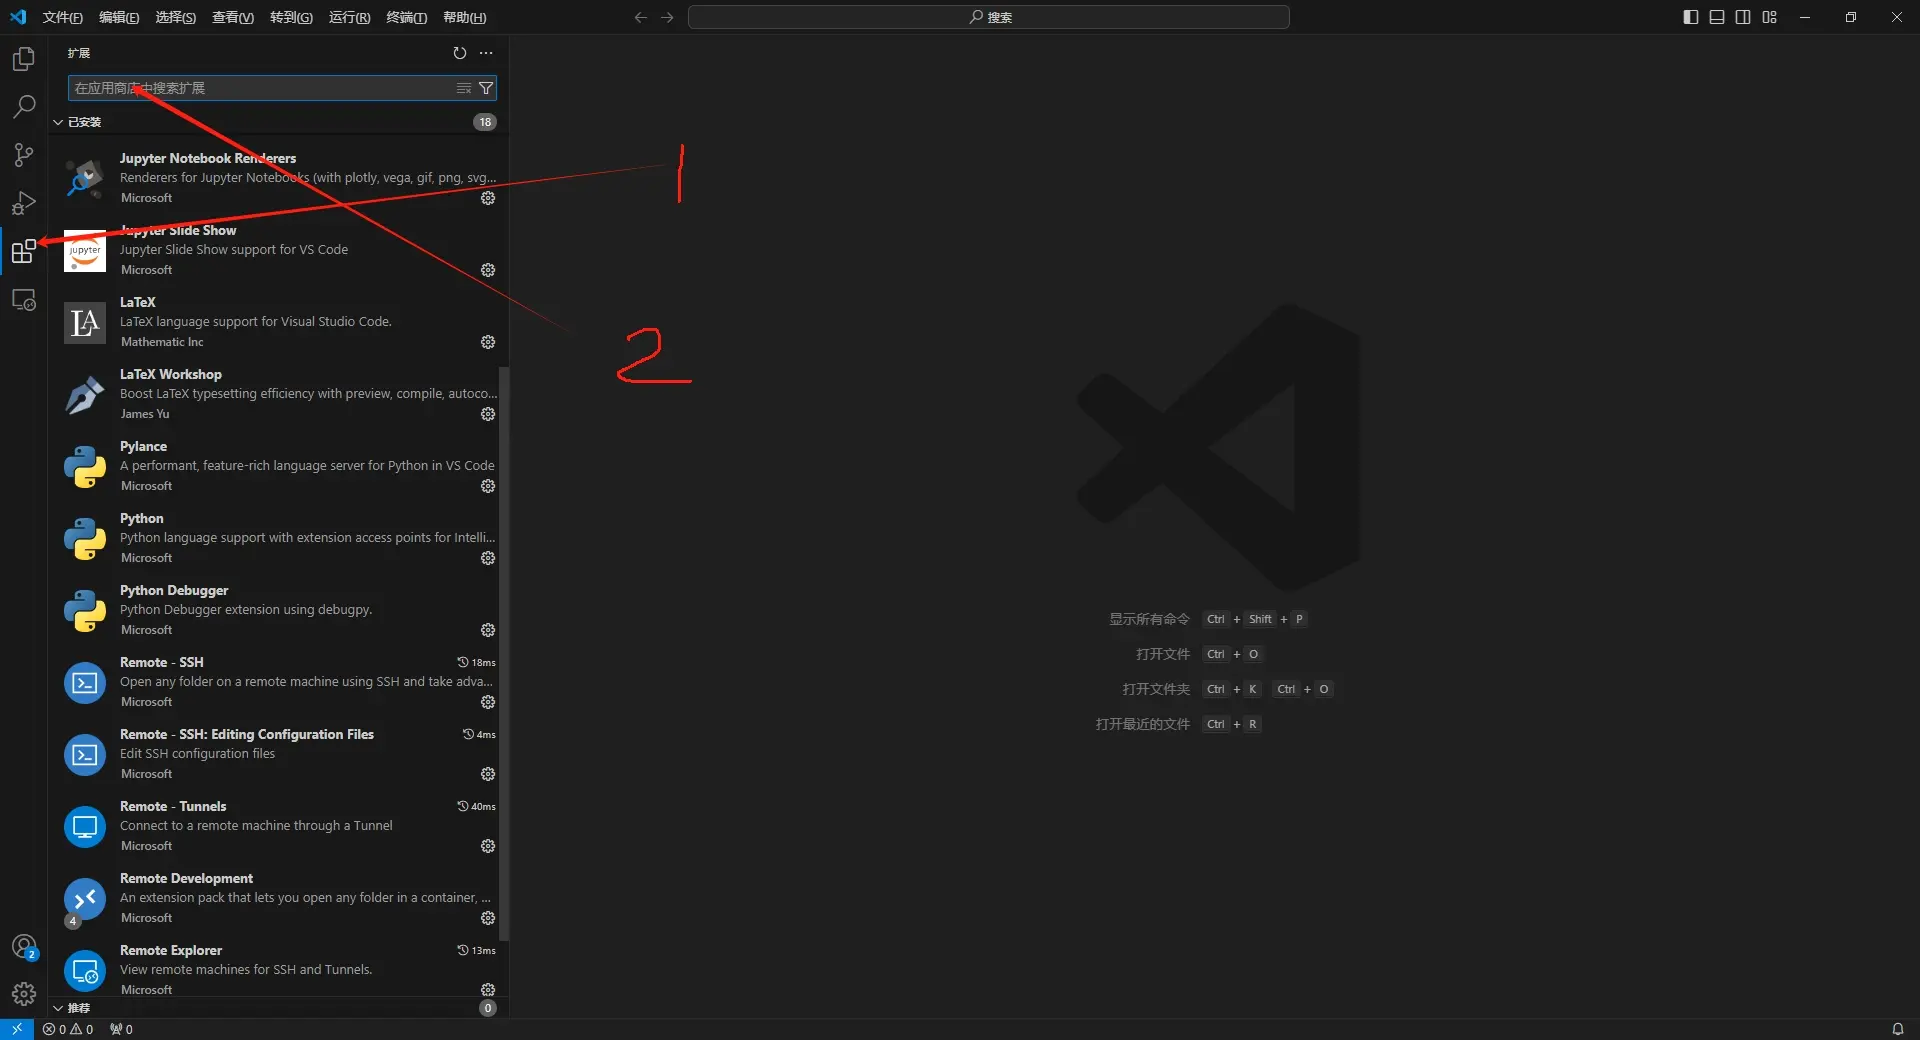 文件(F) 编辑(E) 选择(S) 查看(V) 转到(G) 运行(R) 终端(T) 帮助(H)
搜索
扩展
在应用商店中搜索扩展
已安装
18
Jupyter Notebook Renderers
Renderers for Jupyter Notebooks (with plotly, vega, gif, png, svg...
Microsoft
Jupyter Slide Show
jupyter
Jupyter Slide Show support for VS Code
Microsoft
LaTeX
LA
LaTeX language support for Visual Studio Code.
Mathematic Inc
LaTeX Workshop
Boost LaTeX typesetting efficiency with preview, compile, autoco...
James Yu
Pylance
A performant, feature-rich language server for Python in VS Code
Microsoft
Python
Python language support with extension access points for Intelli...
Microsoft
Python Debugger
Python Debugger extension using debugpy.
Microsoft
Remote - SSH
18ms
Open any folder on a remote machine using SSH and take adva...
Microsoft
Remote - SSH: Editing Configuration Files
4ms
Edit SSH configuration files
Microsoft
Remote - Tunnels
40ms
Connect to a remote machine through a Tunnel
Microsoft
Remote Development
An extension pack that lets you open any folder in a container, ...
4
Microsoft
Remote Explorer
13ms
View remote machines for SSH and Tunnels.
Microsoft
推荐
0
2
0 0 0
1
2
显示所有命令 Ctrl + Shift + P
打开文件 Ctrl + O
打开文件夹 Ctrl + K Ctrl + O
打开最近的文件 Ctrl + R